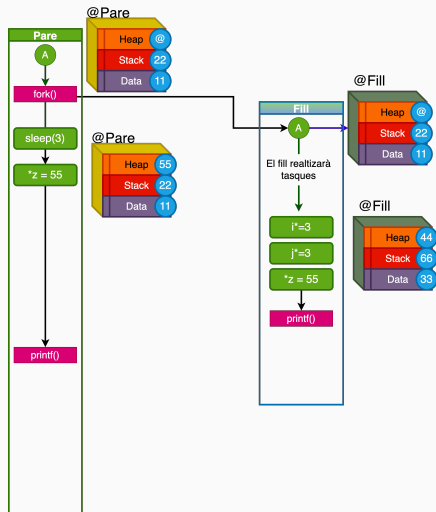 @Pare
Pare
Heap @
A
Stack 22
Data 11
fork()
@Fill
Fill
Heap @
A
Stack 22
sleep(3)
@Pare
Data 11
Heap 55
El fill realtizarà
tasques
*z = 55
Stack 22
Data 11
@Fill
i*=3
Heap 44
j*=3
Stack 66
*z = 55
Data 33
printf()
printf()